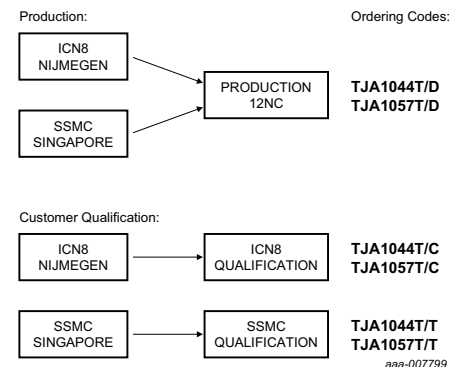 Production:
Ordering Codes:
ICN8
NIJMEGEN
PRODUCTION
12NC
TJA1044T/D
TJA1057T/D
SSMC
SINGAPORE
Customer Qualification:
ICN8
NIJMEGEN
ICN8
QUALIFICATION
TJA1044T/C
TJA1057T/C
SSMC
SINGAPORE
SSMC
QUALIFICATION
TJA1044T/T
TJA1057T/T
aaa-007799